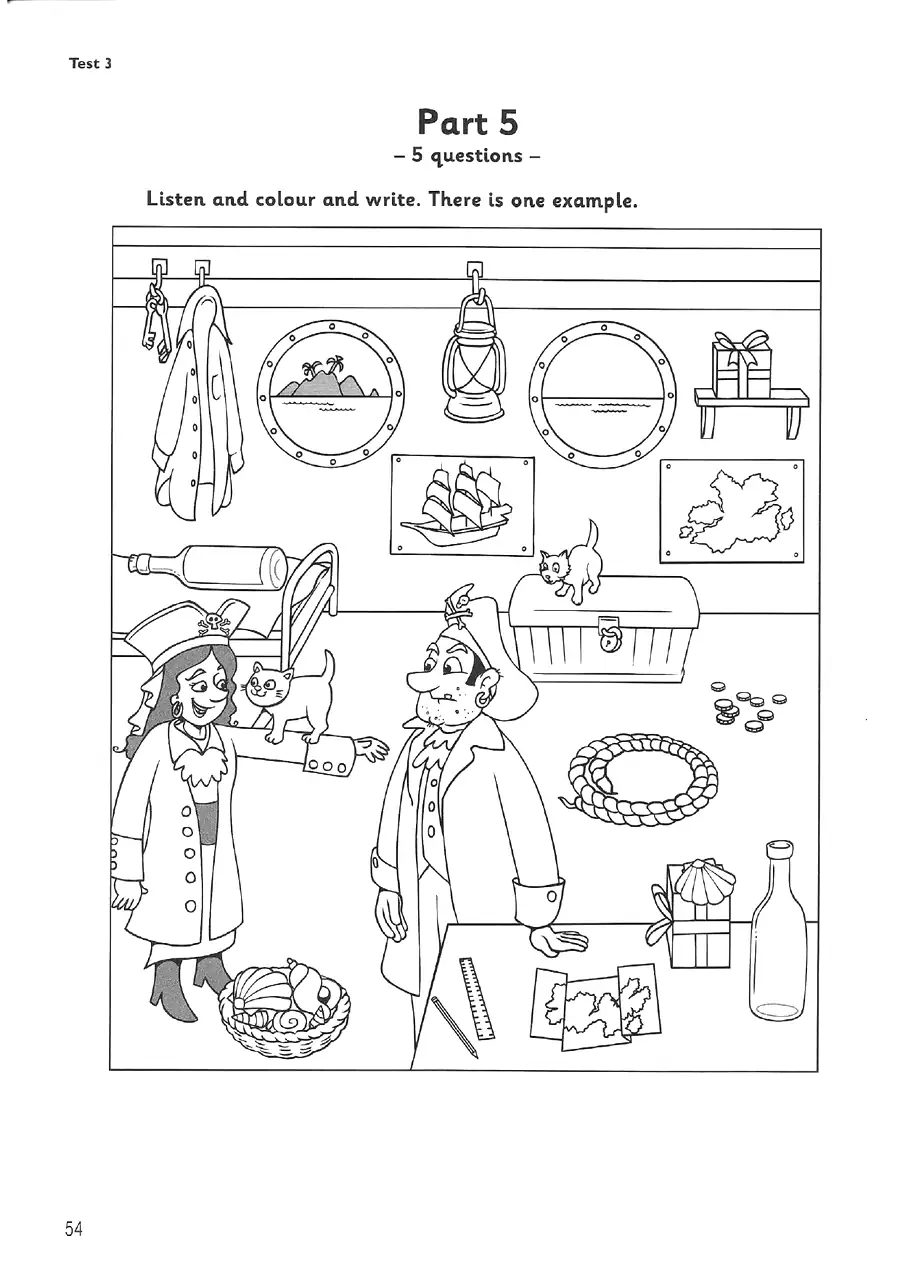 Test 3
Part 5
– 5 questions –
Listen and colour and write. There is one example.
54